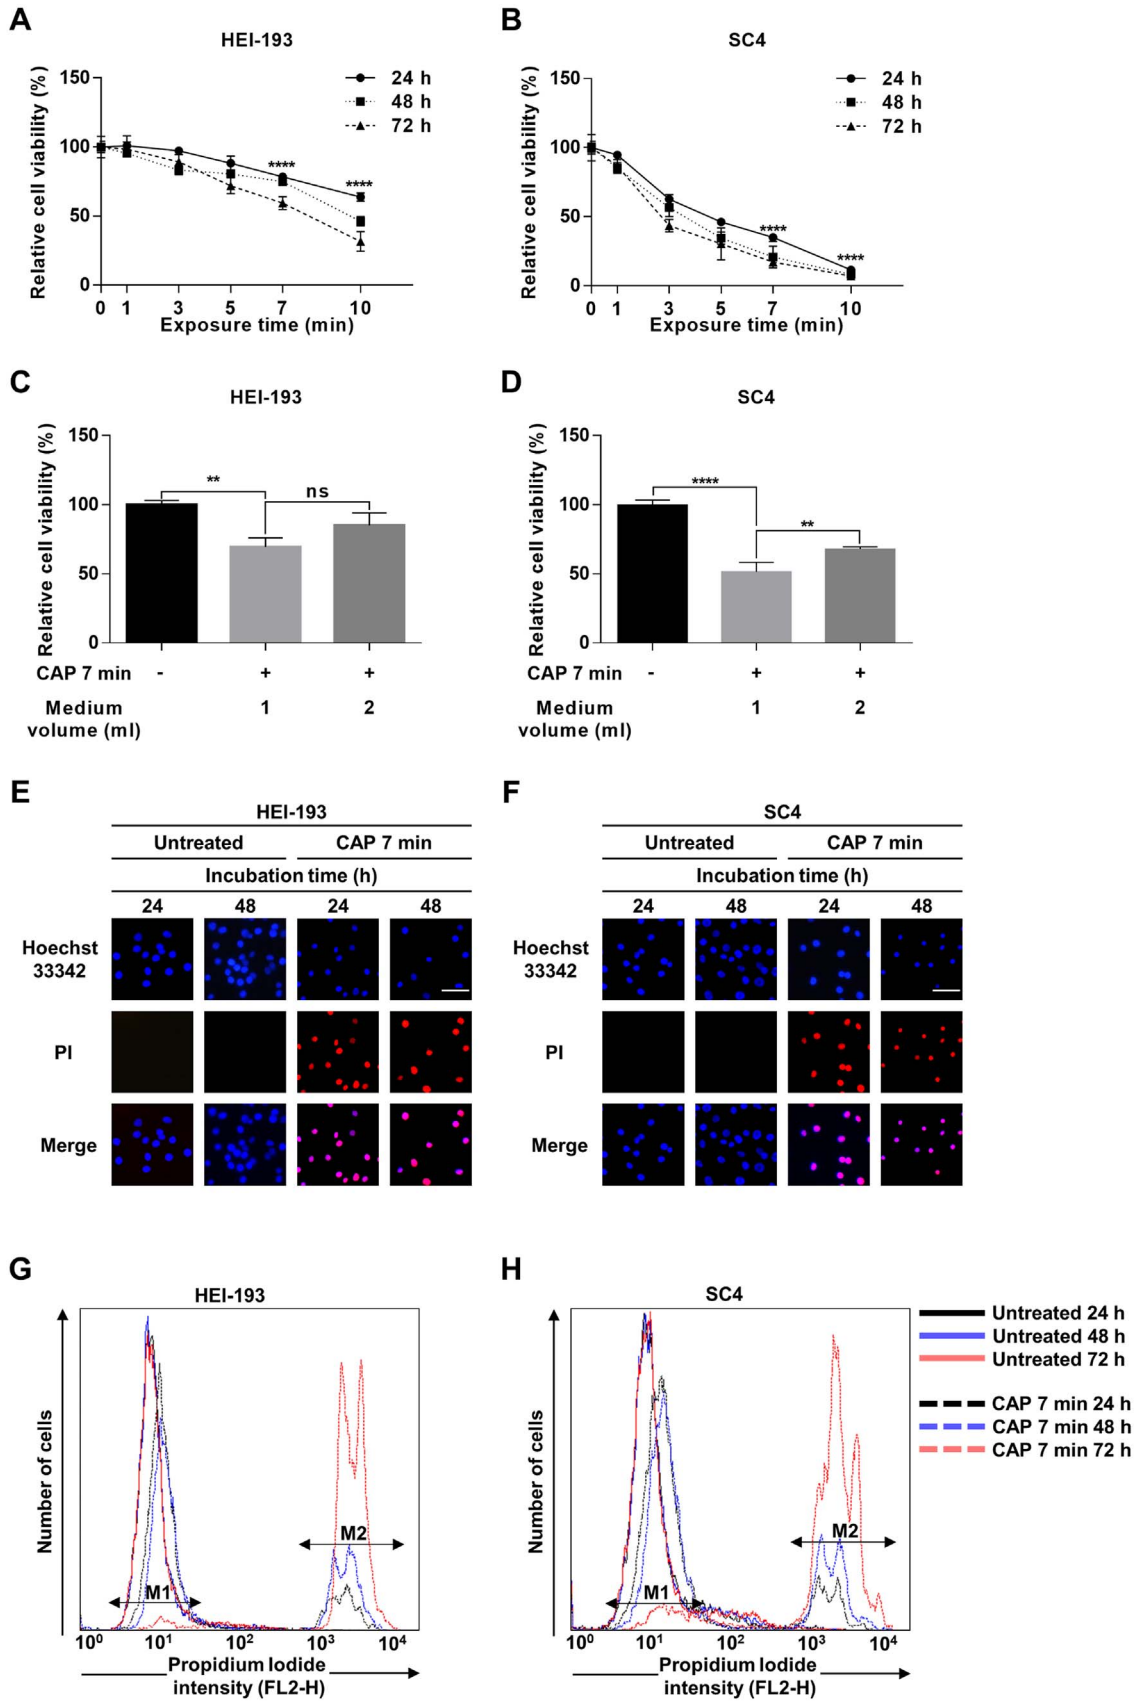 A
HEI-193
Relative cell viability (%)
150
100
50
0
24 h
48 h
72 h
****
****
0 1 3 5 7 10
Exposure time (min)
B
SC4
Relative cell viability (%)
150
100
50
0
24 h
48 h
72 h
****
****
0 1 3 5 7 10
Exposure time (min)
C
HEI-193
Relative cell viability (%)
150
100
50
0
**
ns
CAP 7 min - + +
Medium 1 2
volume (ml)
D
SC4
Relative cell viability (%)
150
100
50
0
****
**
CAP 7 min - + +
Medium 1 2
volume (ml)
E
HEI-193
Untreated CAP 7 min
Incubation time (h)
24 48 24 48
Hoechst
33342
PI
Merge
F
SC4
Untreated CAP 7 min
Incubation time (h)
24 48 24 48
Hoechst
33342
PI
Merge
G
HEI-193
Number of cells
M1
M2
10⁰ 10¹ 10² 10³ 10⁴
Propidium Iodide
intensity (FL2-H)
H
SC4
Number of cells
M1
M2
10⁰ 10¹ 10² 10³ 10⁴
Propidium Iodide
intensity (FL2-H)
Untreated 24 h
Untreated 48 h
Untreated 72 h
CAP 7 min 24 h
CAP 7 min 48 h
CAP 7 min 72 h